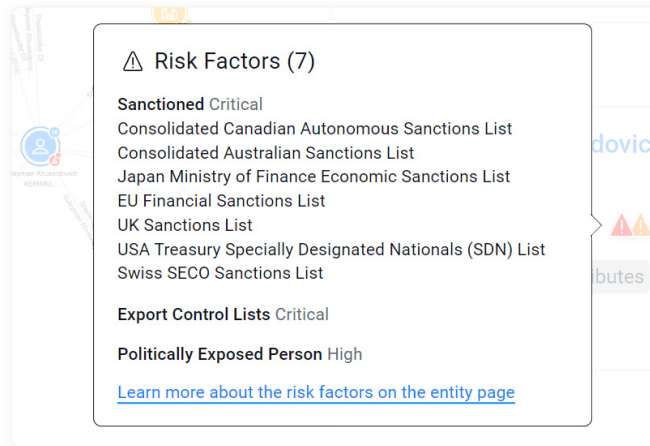 Risk Factors (7)
Sanctioned Critical
Consolidated Canadian Autonomous Sanctions List
Consolidated Australian Sanctions List
Japan Ministry of Finance Economic Sanctions List
EU Financial Sanctions List
UK Sanctions List
USA Treasury Specially Designated Nationals (SDN) List
Swiss SECO Sanctions List
Export Control Lists Critical
Politically Exposed Person High
Learn more about the risk factors on the entity page
dovic
ibutes